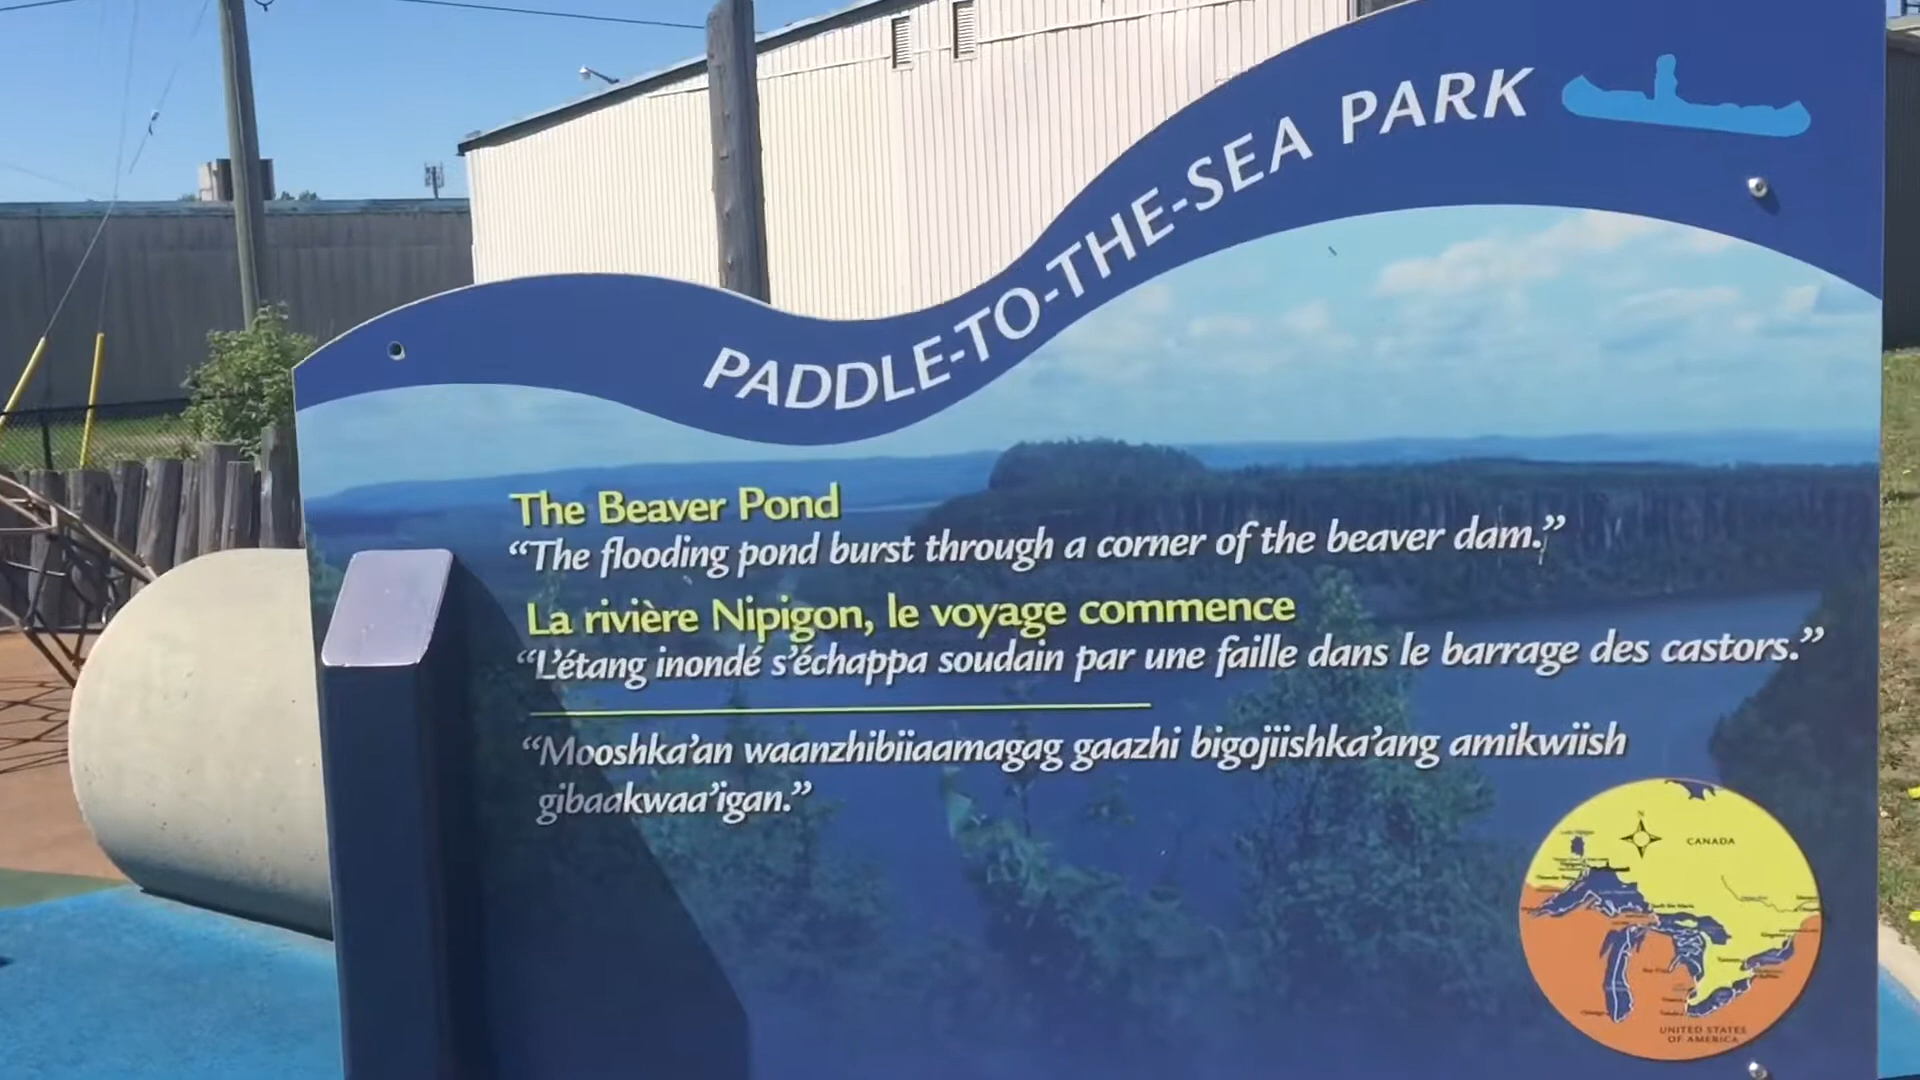 PADDLE-TO-THE-SEA PARK
The Beaver Pond
“The flooding pond burst through a corner of the beaver dam.”
La rivière Nipigon, le voyage commence
“L’étang inondé s’échappa soudain par une faille dans le barrage des castors.”
“Mooshka’an waanzhibiiaamagag gaazhi bigojiishka’ang amikwiish
gibaakwaa’igan.”
N
CANADA
UNITED STATES
OF AMERICA